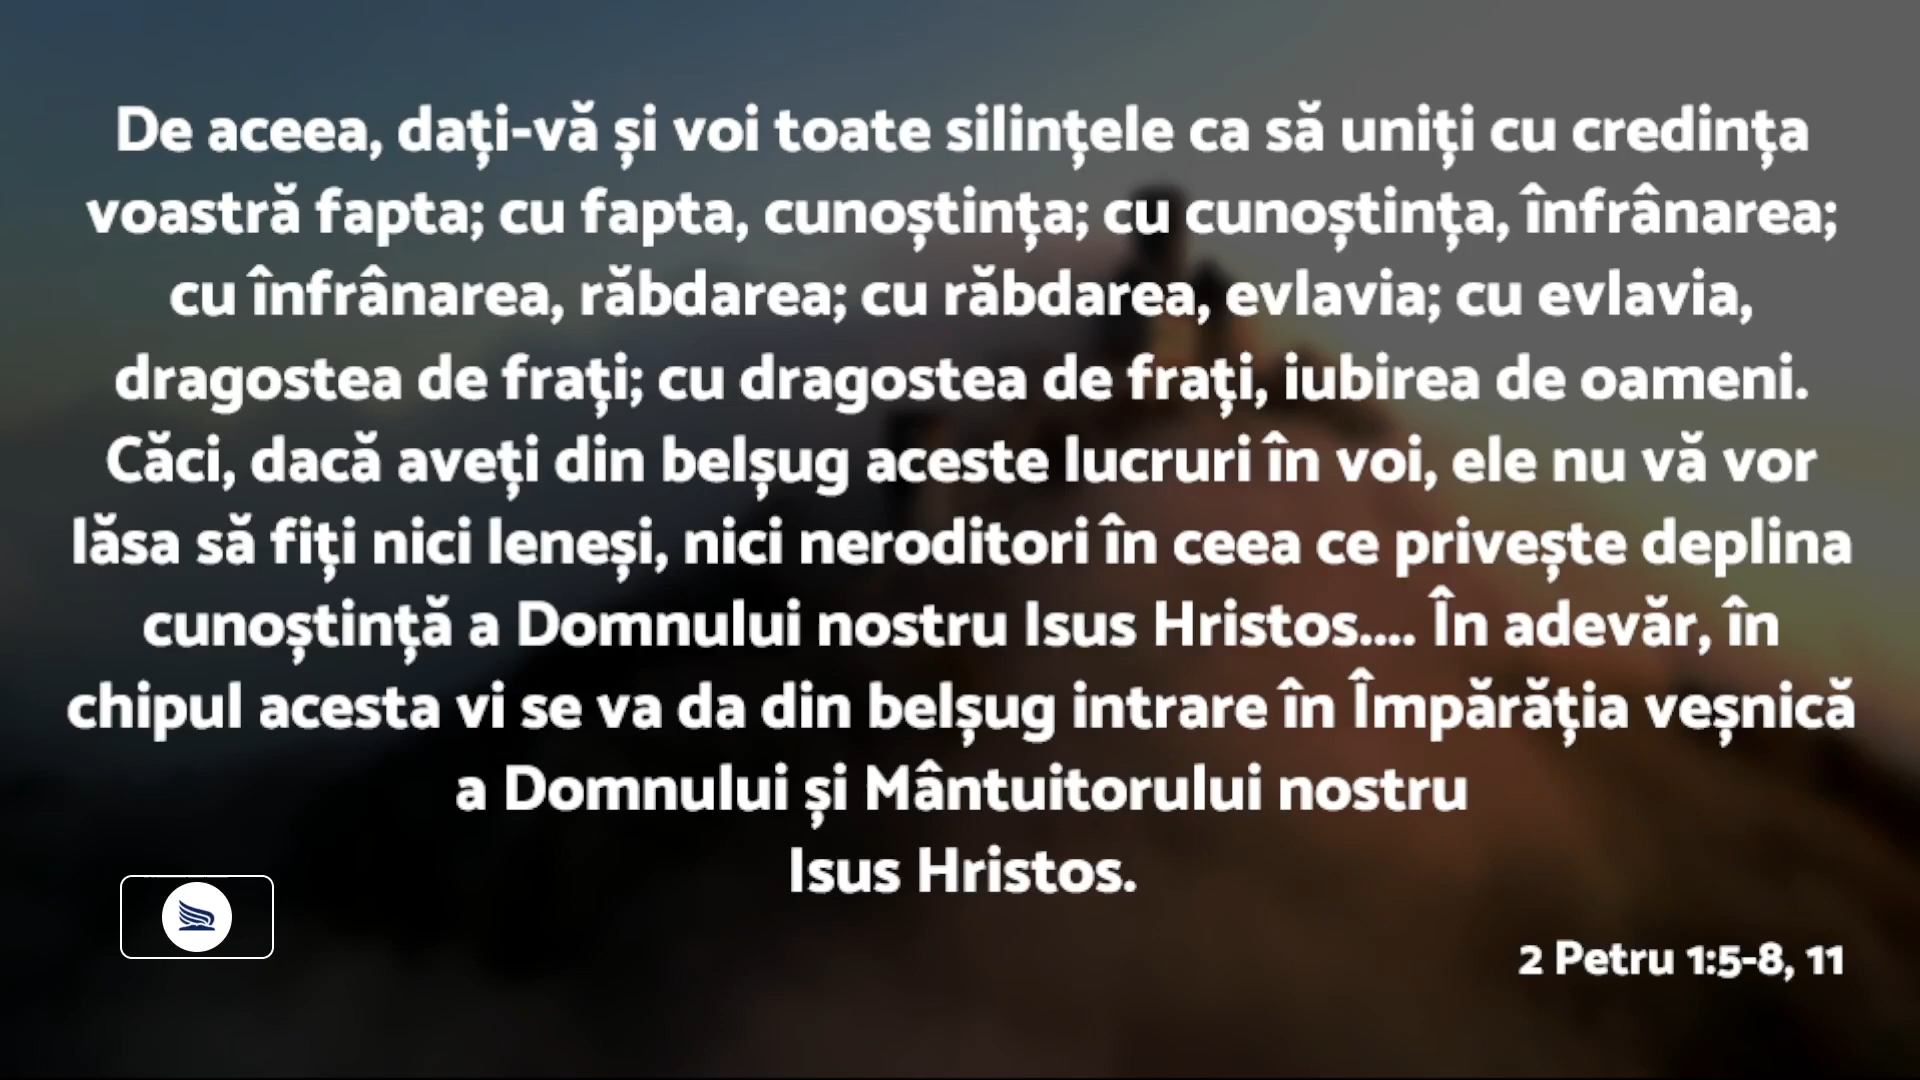 De aceea, dați-vă și voi toate silințele ca să uniți cu credința
voastră fapta; cu fapta, cunoștința; cu cunoștința, înfrânarea;
cu înfrânarea, răbdarea; cu răbdarea, evlavia; cu evlavia,
dragostea de frați; cu dragostea de frați, iubirea de oameni.
Căci, dacă aveți din belșug aceste lucruri în voi, ele nu vă vor
lăsa să fiți nici leneși, nici neroditori în ceea ce privește deplina
cunoștință a Domnului nostru Isus Hristos.... În adevăr, în
chipul acesta vi se va da din belșug intrare în Împărăția veșnică
a Domnului și Mântuitorului nostru
Isus Hristos.
2 Petru 1:5-8, 11